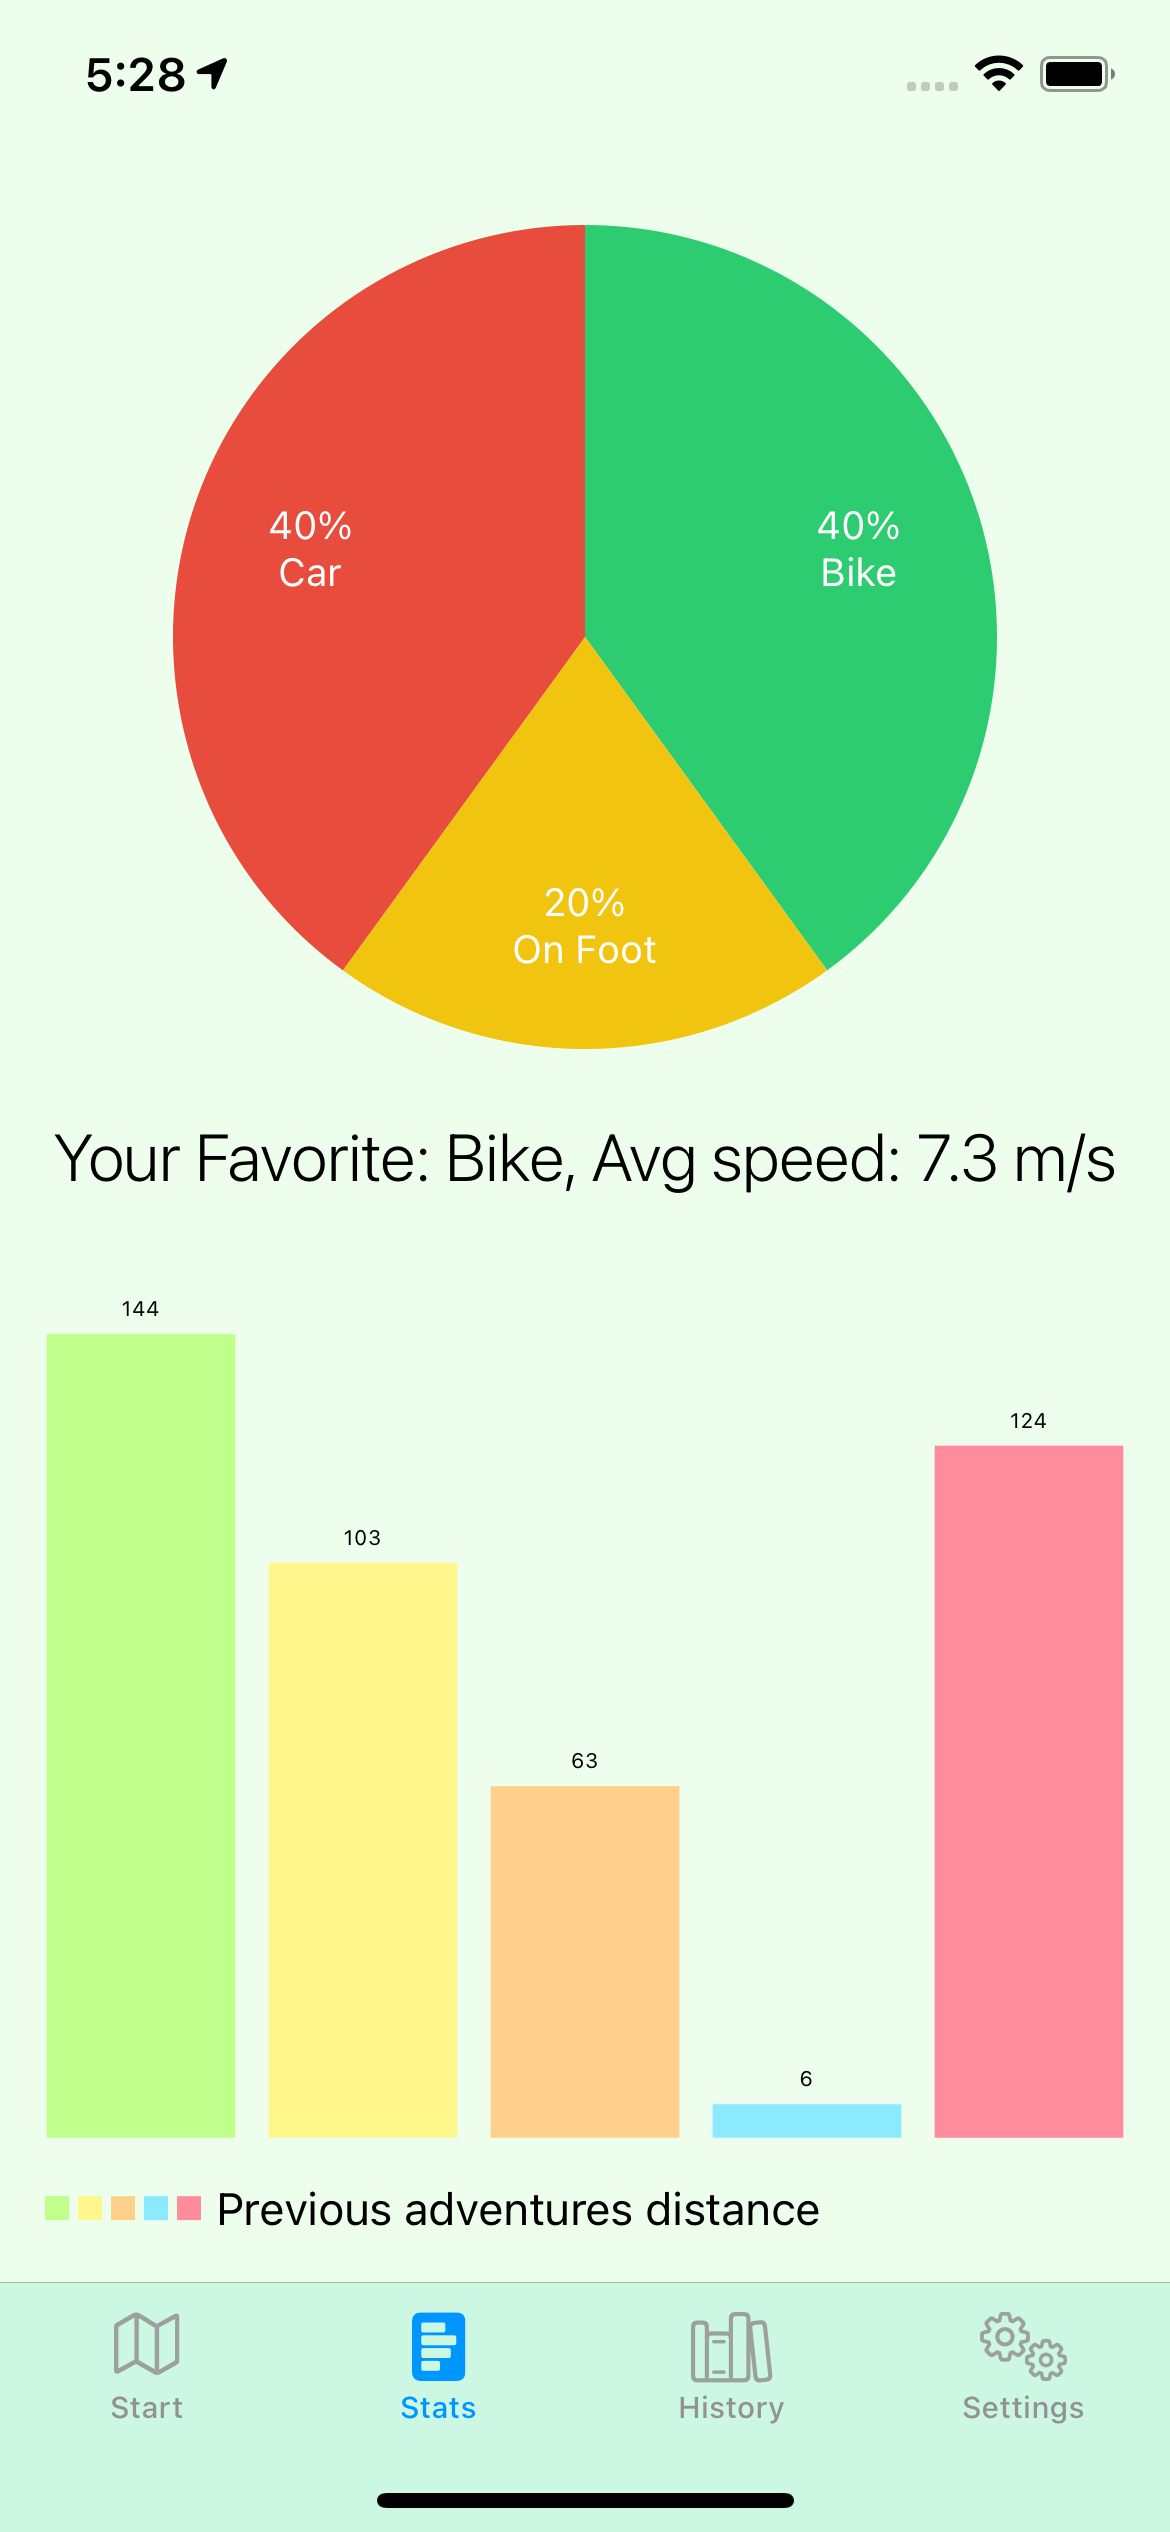 5:28
40%
Car
40%
Bike
20%
On Foot
Your Favorite: Bike, Avg speed: 7.3 m/s
144
124
103
63
6
Previous adventures distance
Start
Stats
History
Settings